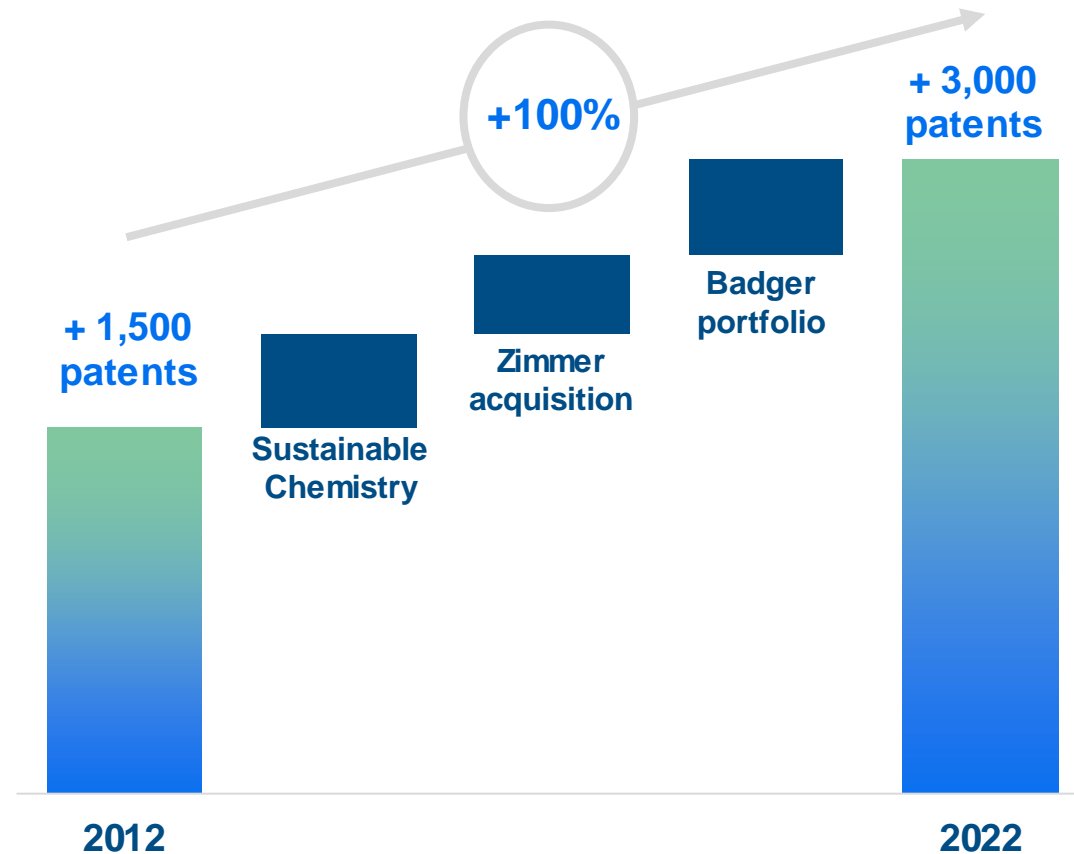 +100%
+ 3,000
patents
+ 1,500
patents
Badger
portfolio
Zimmer
acquisition
Sustainable
Chemistry
2012
2022